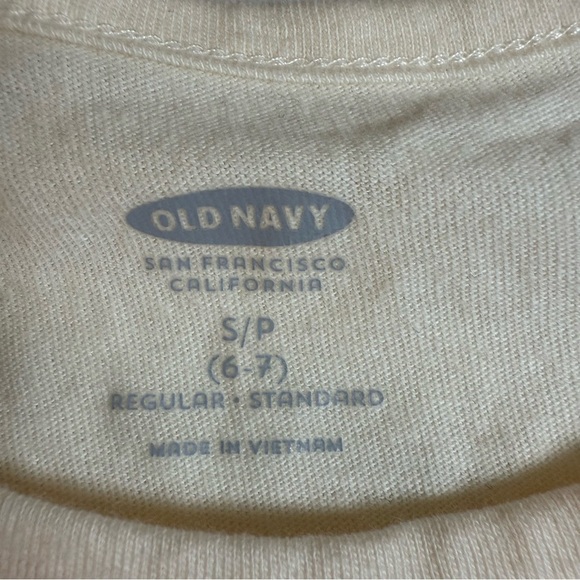 OLD NAVY
SAN FRANCISCO
CALIFORNIA
S/P
(6-7)
REGULAR • STANDARD
MADE IN VIETNAM